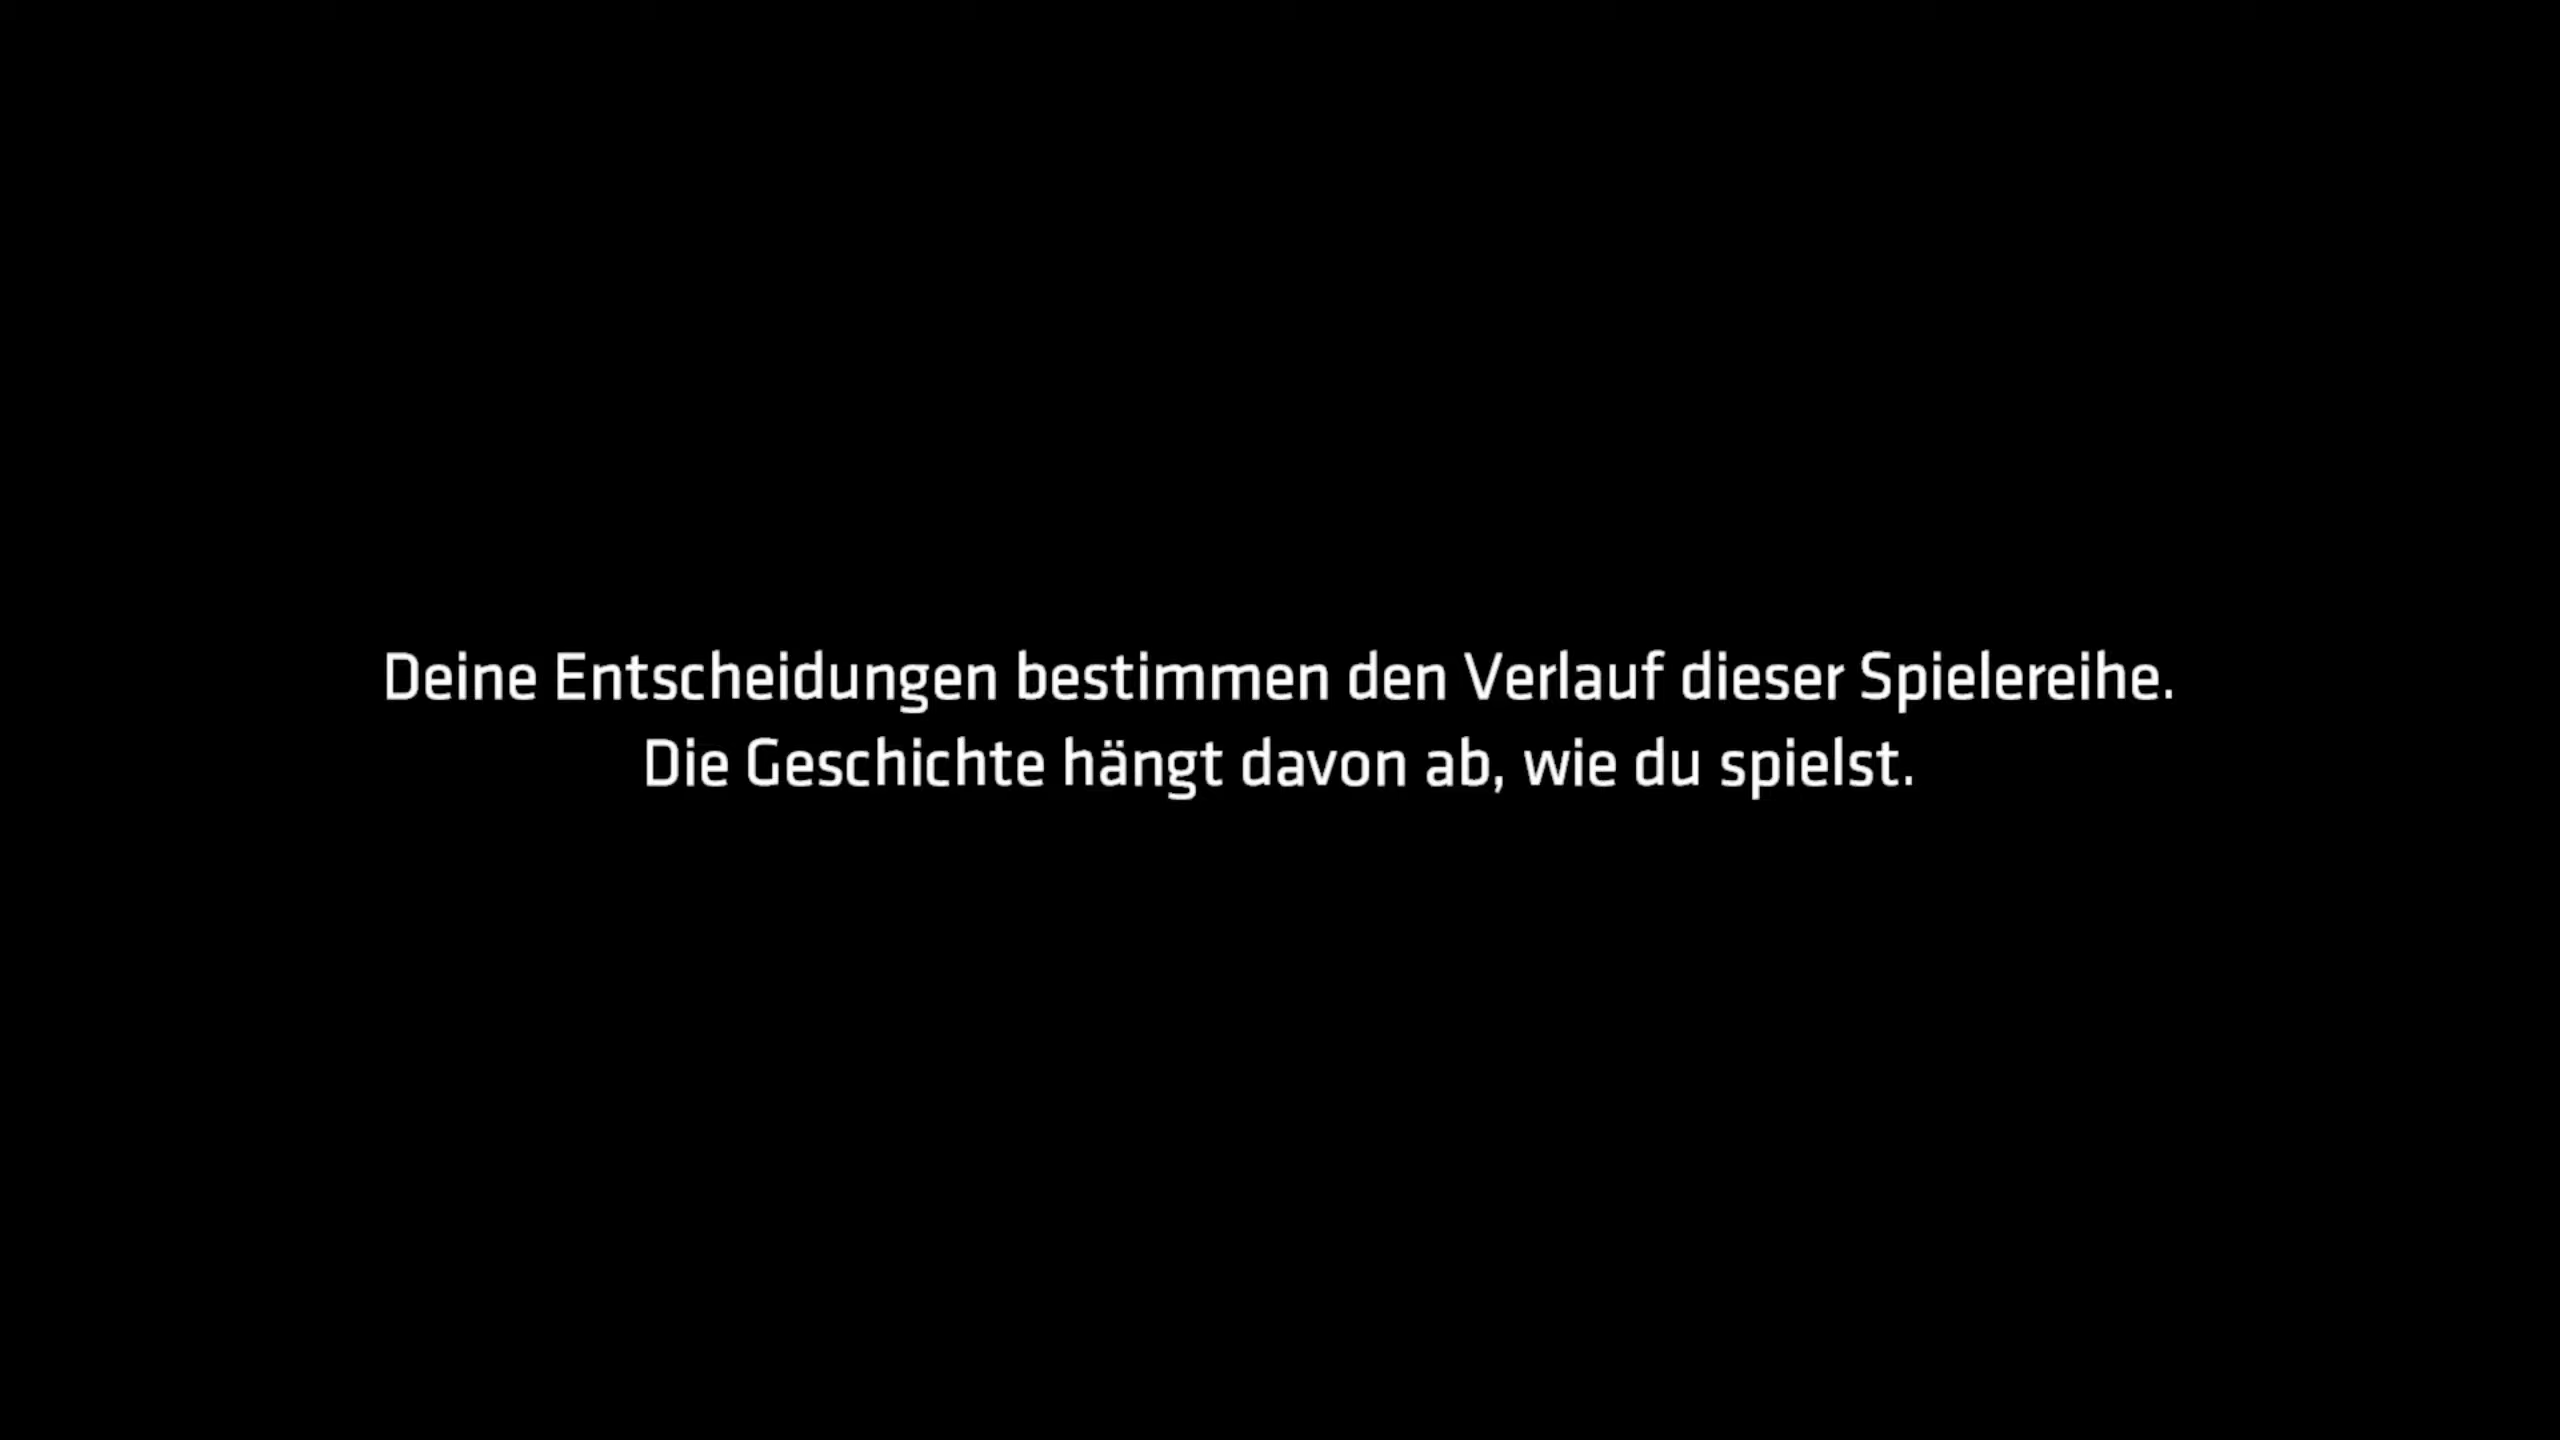 Deine Entscheidungen bestimmen den Verlauf dieser Spielereihe.
Die Geschichte hängt davon ab, wie du spielst.